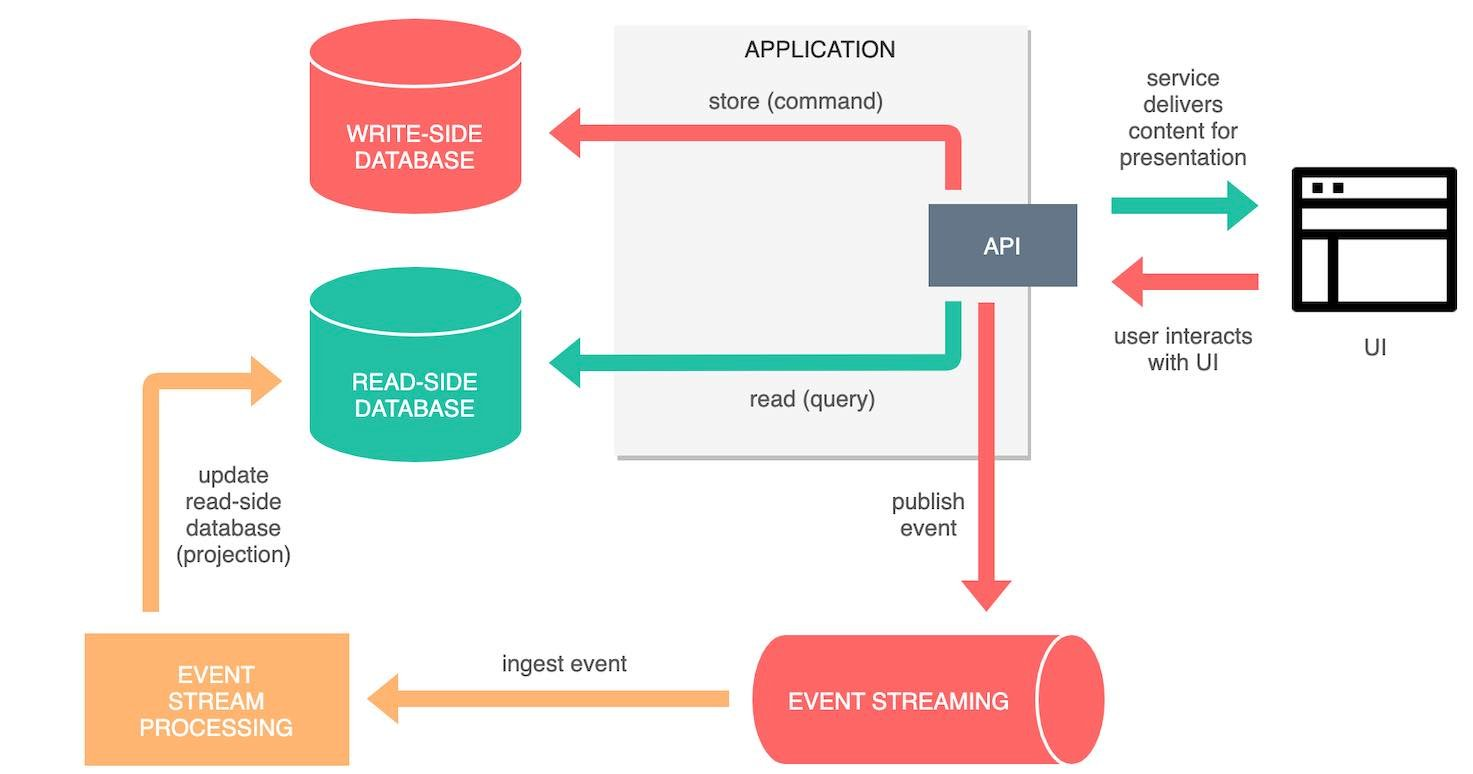 APPLICATION
store (command)
WRITE-SIDE
DATABASE
service
delivers
content for
presentation
API
READ-SIDE
DATABASE
read (query)
user interacts
with UI
UI
update
read-side
database
(projection)
publish
event
EVENT
STREAM
PROCESSING
ingest event
EVENT STREAMING